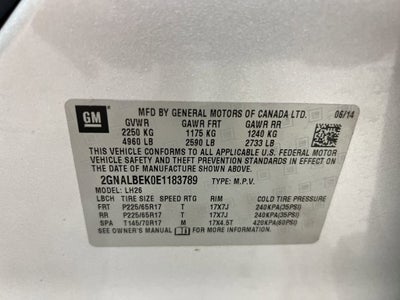 GM
MFD BY GENERAL MOTORS OF CANADA LTD. 06/14
GVWR GAWR FRT GAWR RR
2250 KG 1175 KG 1240 KG
4960 LB 2590 LB 2733 LB
THIS VEHICLE CONFORMS TO ALL APPLICABLE U.S. FEDERAL MOTOR
VEHICLE SAFETY AND THEFT PREVENTION STANDARDS IN EFFECT ON
THE DATE OF MANUFACTURE SHOWN ABOVE.
2GNALBEK0E1183789 TYPE: M.P.V.
MODEL: LH26
LBCH TIRE SIZE SPEED RTG RIM COLD TIRE PRESSURE
FRT P225/65R17 T 17X7J 240KPA(35PSI)
RR P225/65R17 T 17X7J 240KPA(35PSI)
SPA T145/70R17 M 17X4.5T 420KPA(60PSI)
SEE OWNER'S MANUAL FOR ADDITIONAL INFORMATION.